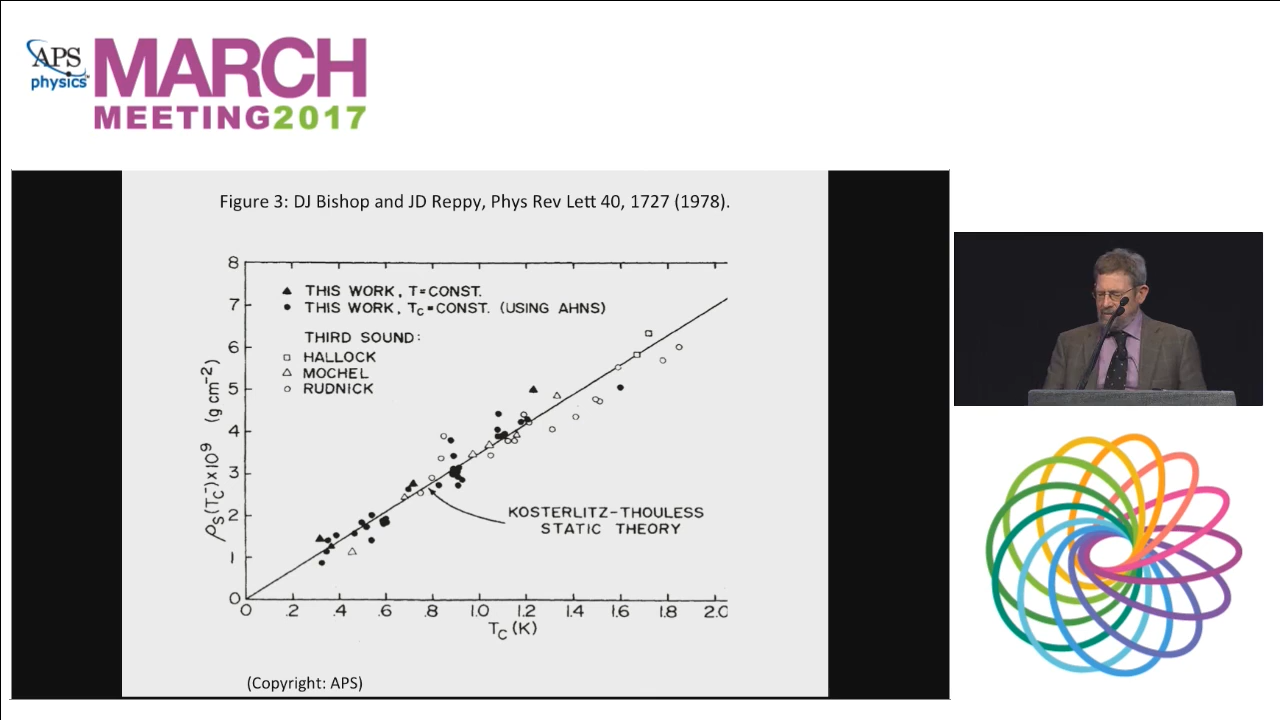 APS
physics
MARCH
MEETING2017
Figure 3: DJ Bishop and JD Reppy, Phys Rev Lett 40, 1727 (1978).
8
7
6
5
4
3
2
1
0
ρS(TC-)×10⁹ (g cm-2)
▲ THIS WORK, T=CONST.
● THIS WORK, TC=CONST. (USING AHNS)
THIRD SOUND:
□ HALLOCK
△ MOCHEL
○ RUDNICK
KOSTERLITZ-THOULESS
STATIC THEORY
0 .2 .4 .6 .8 1.0 1.2 1.4 1.6 1.8 2.0
TC (K)
(Copyright: APS)